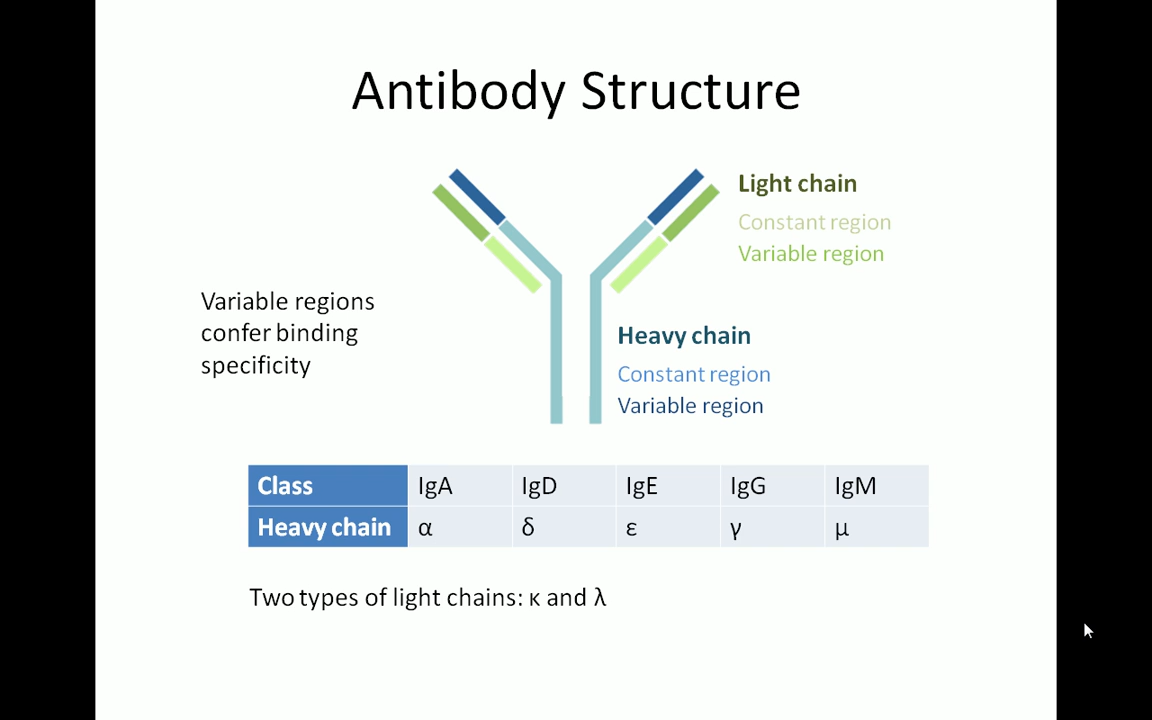 Antibody Structure
Light chain
Constant region
Variable region
Variable regions
confer binding
specificity
Heavy chain
Constant region
Variable region
Class IgA IgD IgE IgG IgM
Heavy chain α δ ε γ μ
Two types of light chains: κ and λ